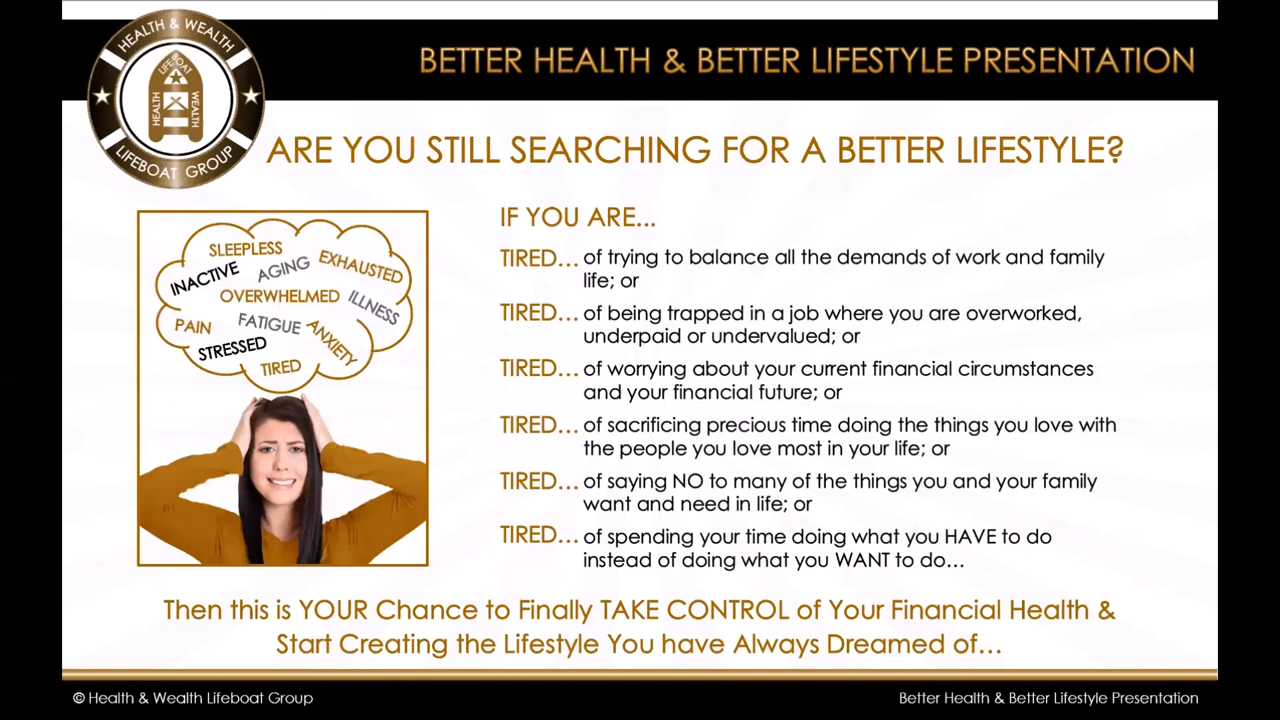 HEALTH & WEALTH
LIFEBOAT
HEALTH
WEALTH
LIFEBOAT GROUP
BETTER HEALTH & BETTER LIFESTYLE PRESENTATION
ARE YOU STILL SEARCHING FOR A BETTER LIFESTYLE?
SLEEPLESS
EXHAUSTED
INACTIVE
AGING
OVERWHELMED
ILLNESS
PAIN
FATIGUE
ANXIETY
STRESSED
TIRED
IF YOU ARE...
TIRED... of trying to balance all the demands of work and family
life; or
TIRED... of being trapped in a job where you are overworked,
underpaid or undervalued; or
TIRED... of worrying about your current financial circumstances
and your financial future; or
TIRED... of sacrificing precious time doing the things you love with
the people you love most in your life; or
TIRED... of saying NO to many of the things you and your family
want and need in life; or
TIRED... of spending your time doing what you HAVE to do
instead of doing what you WANT to do...
Then this is YOUR Chance to Finally TAKE CONTROL of Your Financial Health &
Start Creating the Lifestyle You have Always Dreamed of...
© Health & Wealth Lifeboat Group
Better Health & Better Lifestyle Presentation